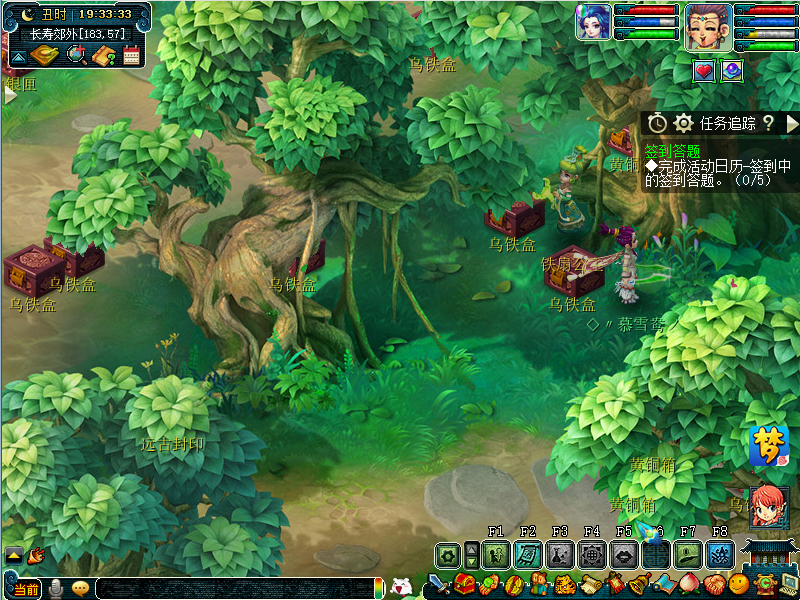 丑时 19:33:33
长寿郊外[183,57]
银匣
乌铁盒
任务追踪 ?
签到答题
◆完成活动日历-签到中
的签到答题。(0/5)
黄铜
乌铁盒
铁扇公
乌铁盒
乌铁盒
乌铁盒
乌铁盒
◇〃慕雪鸾
远古封印
梦
黄铜箱
黄铜箱
乌
F1 F2 F3 F4 F5 F6 F7 F8
当前